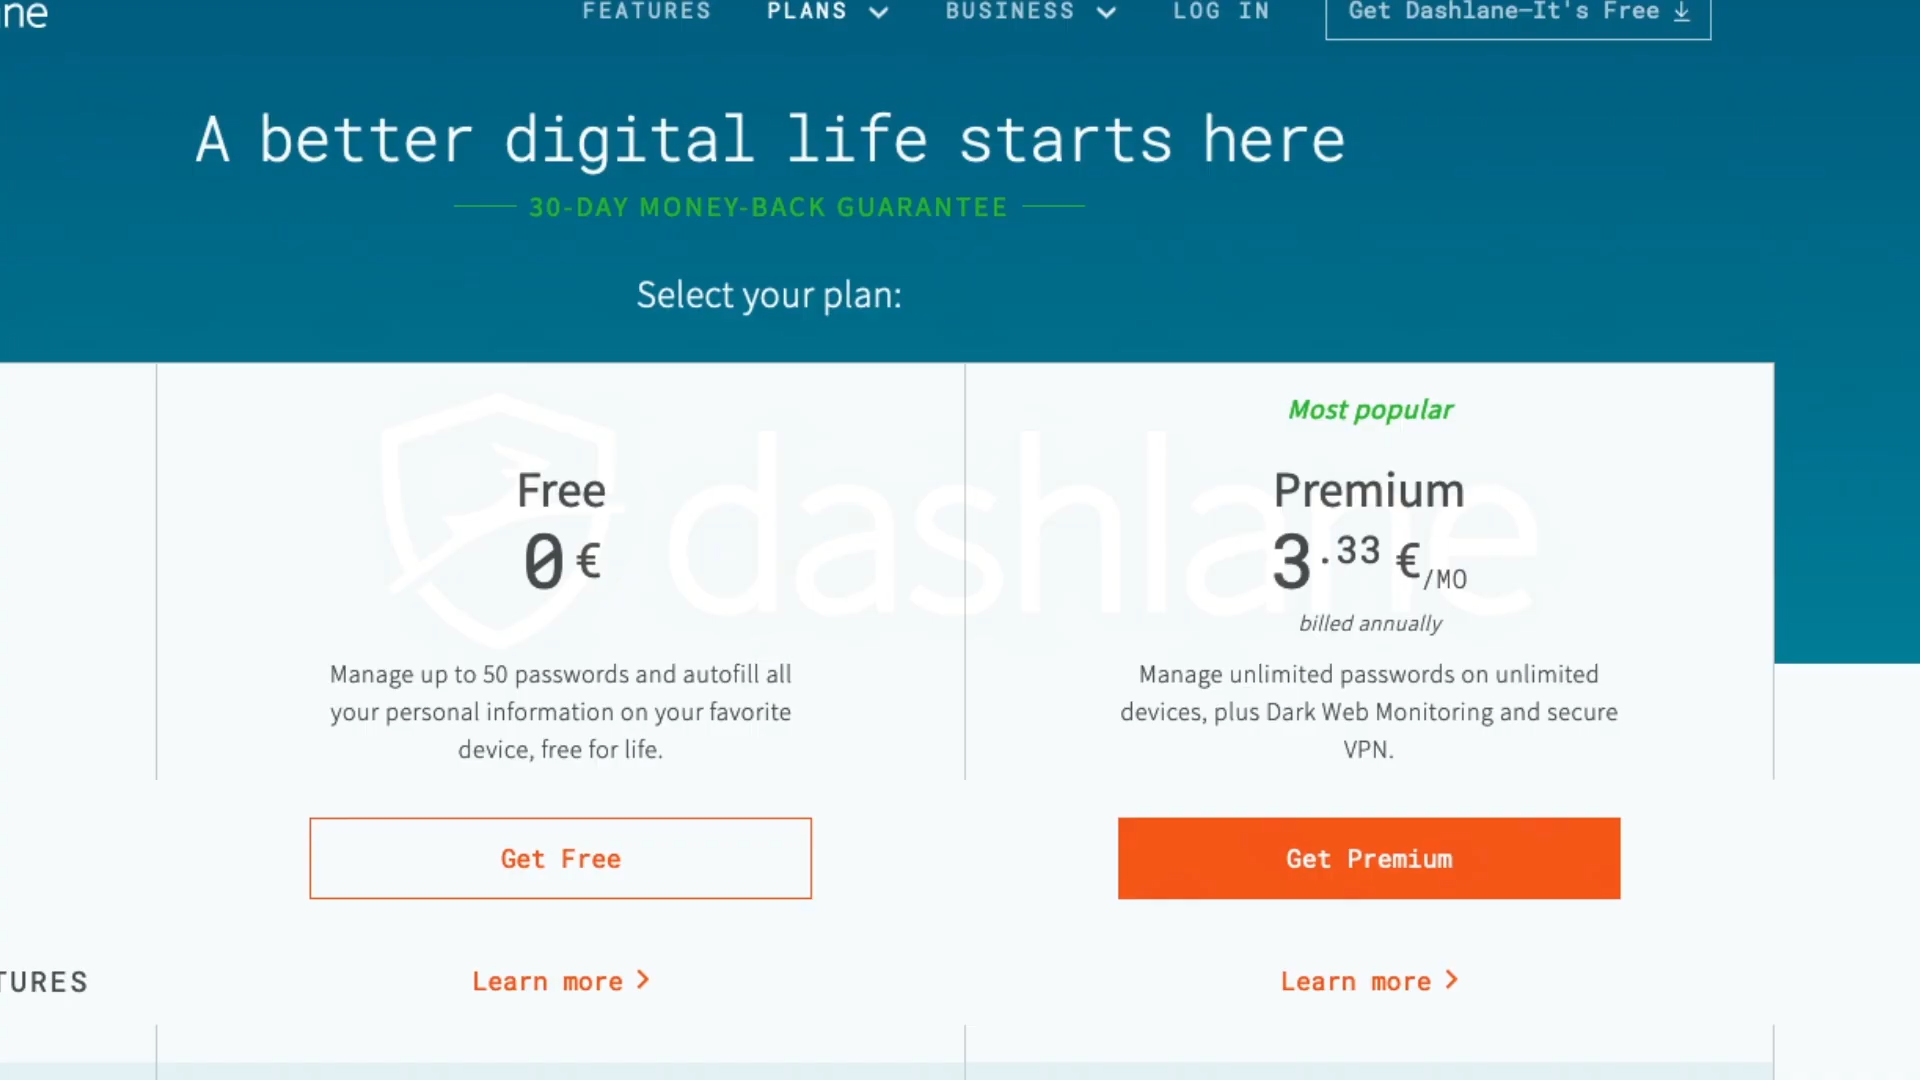 ne
FEATURES PLANS BUSINESS LOG IN Get Dashlane—It's Free
A better digital life starts here
30-DAY MONEY-BACK GUARANTEE
Select your plan:
dashlane
Most popular
Free
Premium
0 €
3.33 €/MO
billed annually
Manage up to 50 passwords and autofill all
your personal information on your favorite
device, free for life.
Manage unlimited passwords on unlimited
devices, plus Dark Web Monitoring and secure
VPN.
Get Free
Get Premium
TURES
Learn more
Learn more